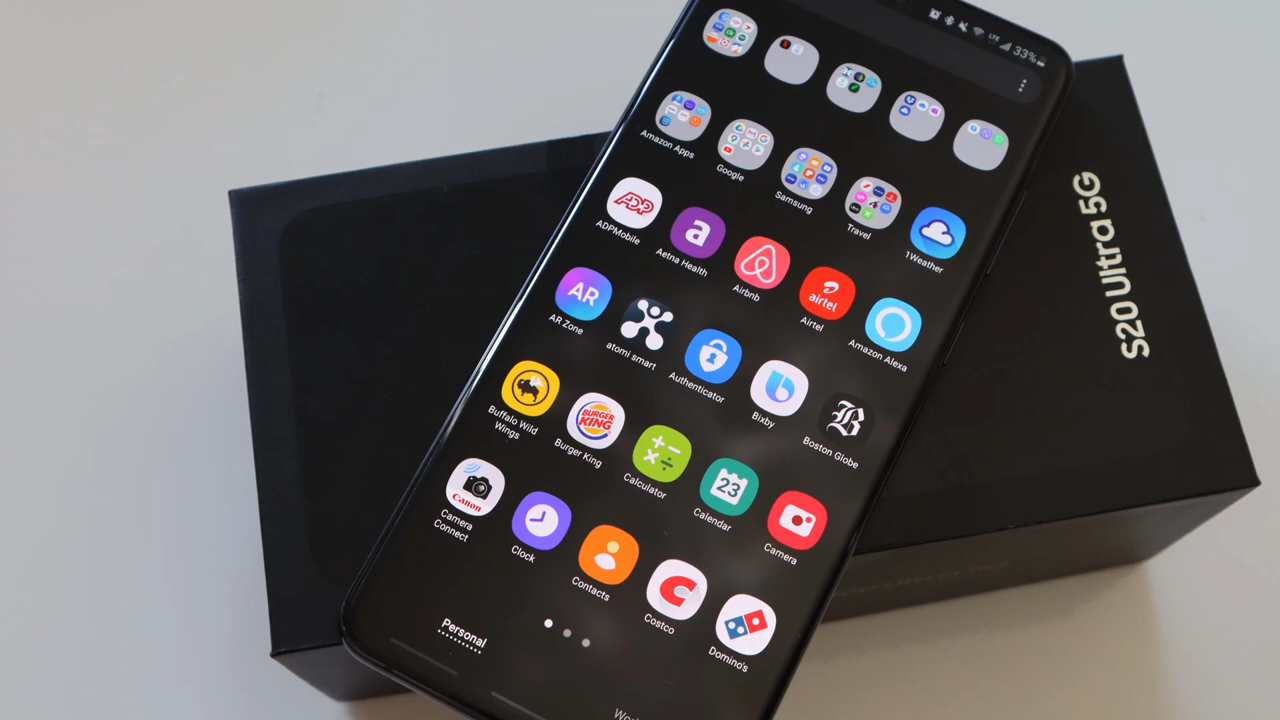 LTE 33%
Amazon Apps
Google
Samsung
Travel
1Weather
ADP
ADPMobile
a
Aetna Health
Airbnb
airtel
Airtel
Amazon Alexa
AR
AR Zone
atomi smart
Authenticator
Bixby
B
Boston Globe
Buffalo Wild
Wings
BURGER
KING
Burger King
Calculator
23
Calendar
Camera
Canon
Camera
Connect
Clock
Contacts
C
Costco
Domino's
Personal
S20 Ultra 5G